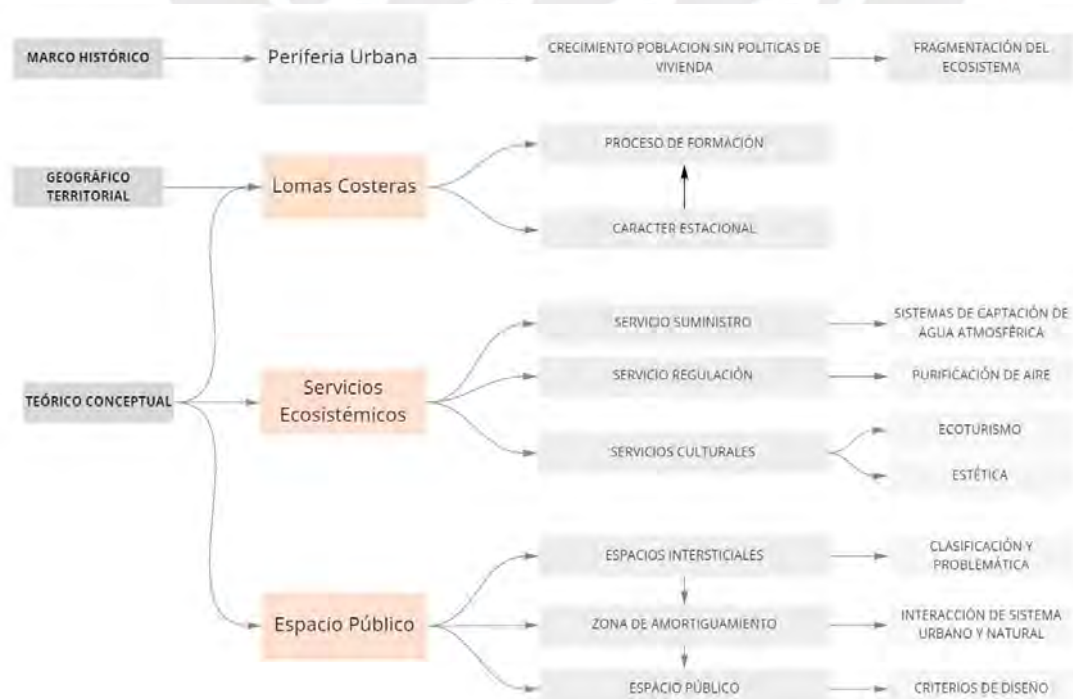 MARCO HISTÓRICO
Periferia Urbana
CRECIMIENTO POBLACION SIN POLITICAS DE
VIVIENDA
FRAGMENTACIÓN DEL
ECOSISTEMA
GEOGRÁFICO
TERRITORIAL
Lomas Costeras
PROCESO DE FORMACIÓN
CARACTER ESTACIONAL
TEÓRICO CONCEPTUAL
Servicios
Ecosistémicos
SERVICIO SUMINISTRO
SISTEMAS DE CAPTACIÓN DE
AGUA ATMOSFÉRICA
SERVICIO REGULACIÓN
PURIFICACIÓN DE AIRE
SERVICIOS CULTURALES
ECOTURISMO
ESTÉTICA
Espacio Público
ESPACIOS INTERSTICIALES
CLASIFICACIÓN Y
PROBLEMÁTICA
ZONA DE AMORTIGUAMIENTO
INTERACCIÓN DE SISTEMA
URBANO Y NATURAL
ESPACIO PÚBLICO
CRITERIOS DE DISEÑO